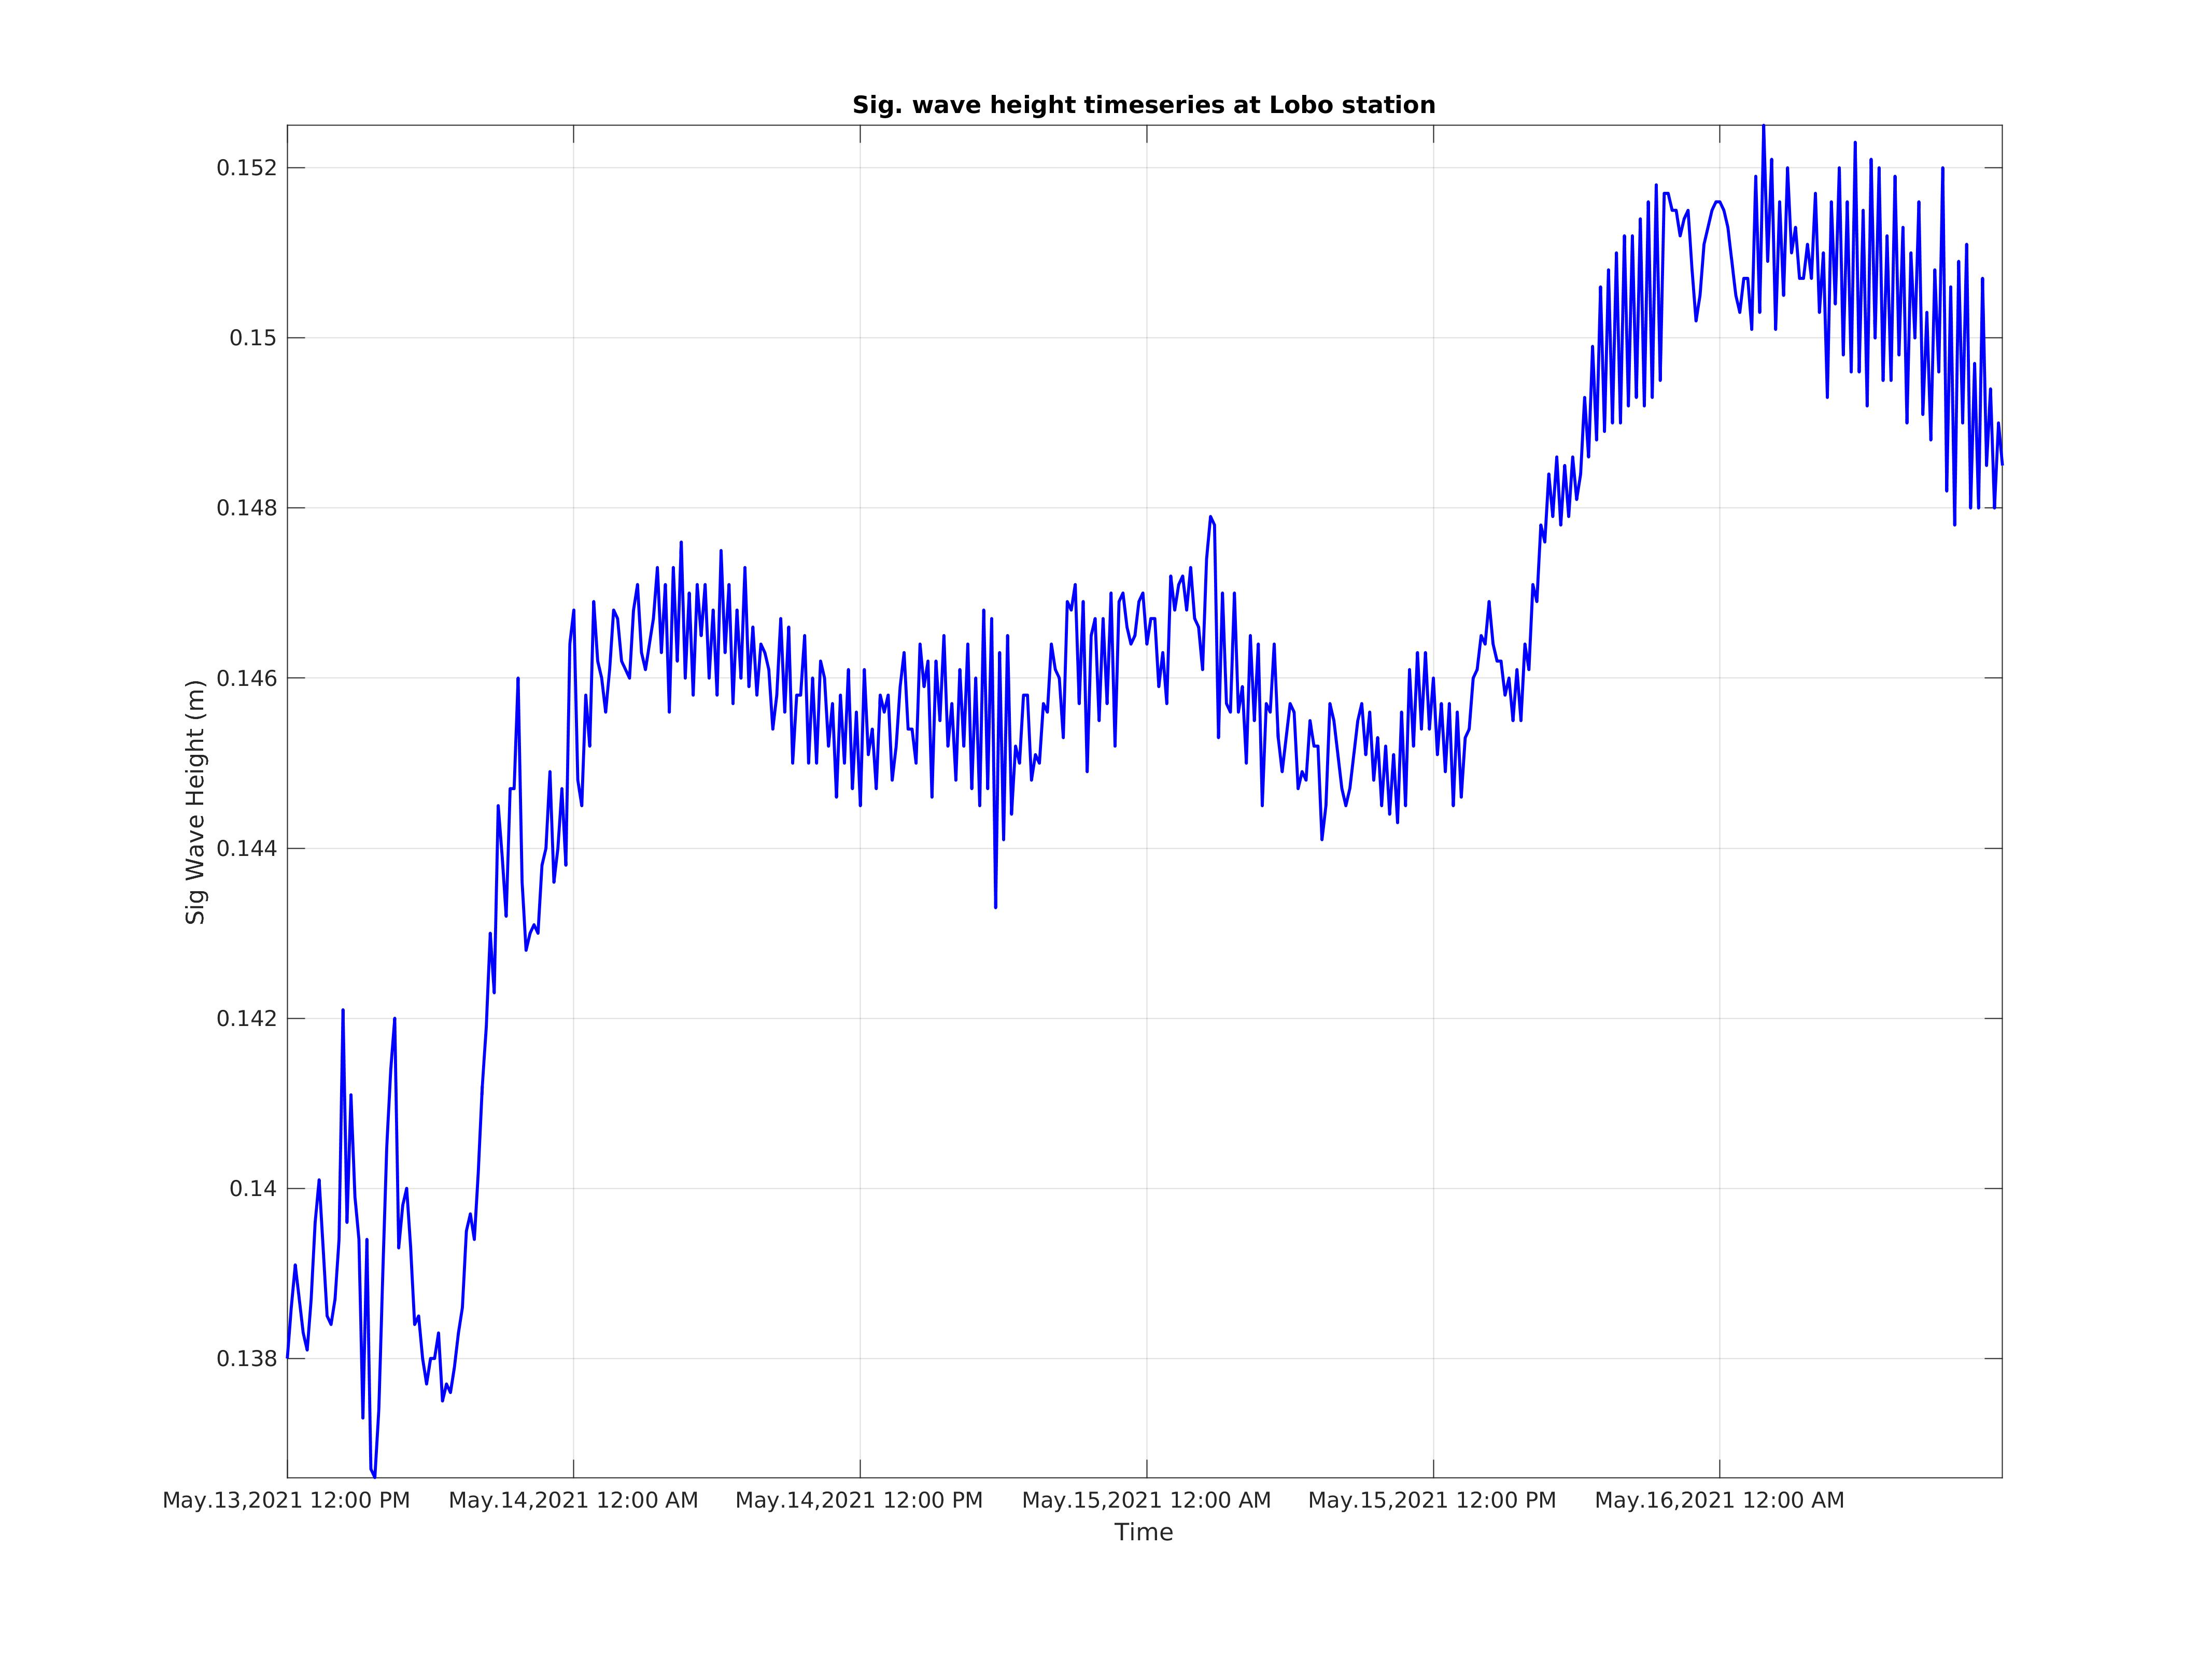 Sig. wave height timeseries at Lobo station
0.152
0.15
0.148
0.146
0.144
0.142
0.14
0.138
Sig Wave Height (m)
May.13,2021 12:00 PM May.14,2021 12:00 AM May.14,2021 12:00 PM May.15,2021 12:00 AM May.15,2021 12:00 PM May.16,2021 12:00 AM
Time